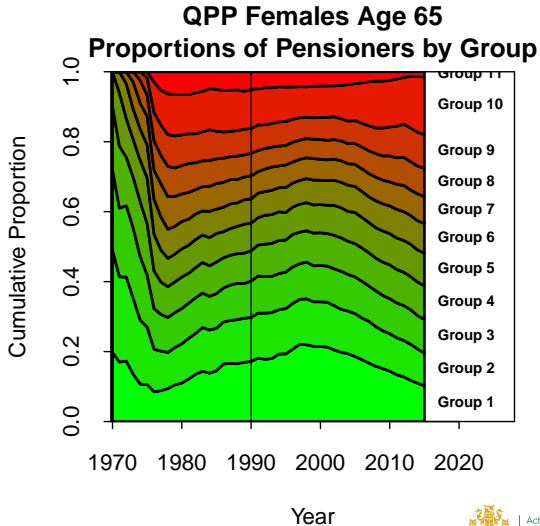 QPP Females Age 65
Proportions of Pensioners by Group
Cumulative Proportion
1.0
0.8
0.6
0.4
0.2
0.0
Group 11
Group 10
Group 9
Group 8
Group 7
Group 6
Group 5
Group 4
Group 3
Group 2
Group 1
1970 1980 1990 2000 2010 2020
Year
Act